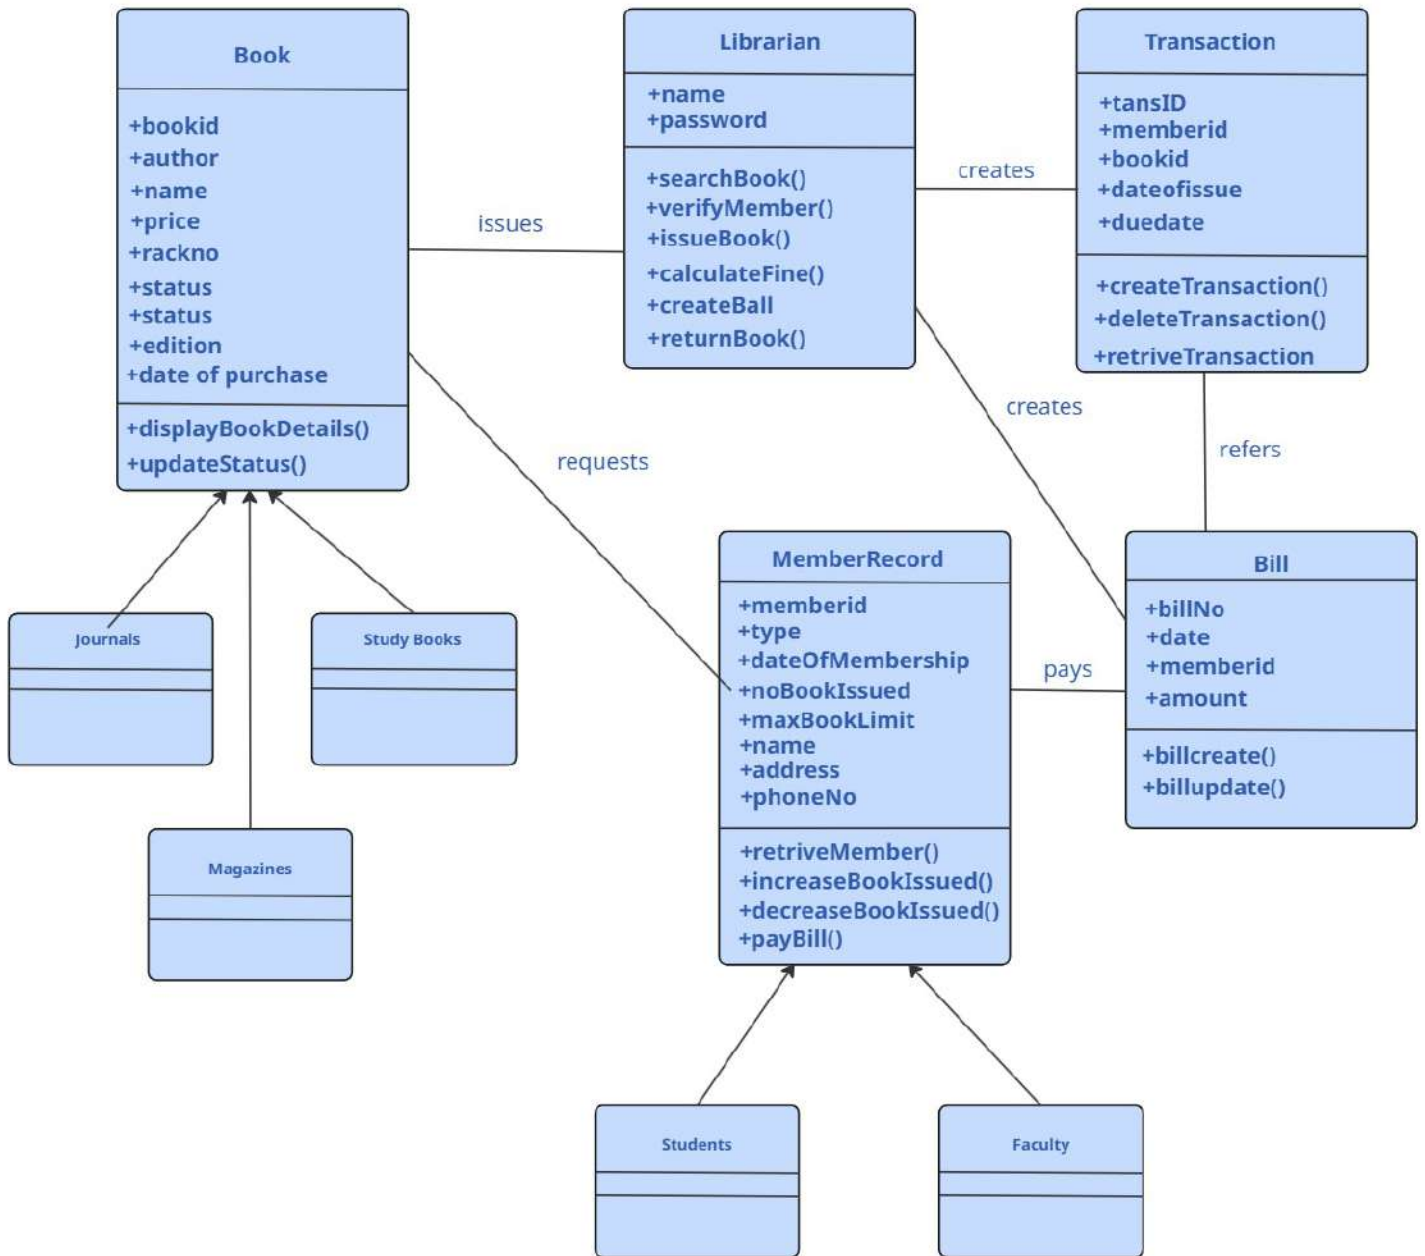 Book
+bookid
+author
+name
+price
+rackno
+status
+status
+edition
+date of purchase
+displayBookDetails()
+updateStatus()
issues
Librarian
+name
+password
+searchBook()
+verifyMember()
+issueBook()
+calculateFine()
+createBall
+returnBook()
creates
Transaction
+tansID
+memberid
+bookid
+dateofissue
+duedate
+createTransaction()
+deleteTransaction()
+retriveTransaction
creates
refers
requests
Journals
Study Books
Magazines
MemberRecord
+memberid
+type
+dateOfMembership
+noBookIssued
+maxBookLimit
+name
+address
+phoneNo
+retriveMember()
+increaseBookIssued()
+decreaseBookIssued()
+payBill()
pays
Bill
+billNo
+date
+memberid
+amount
+billcreate()
+billupdate()
Students
Faculty